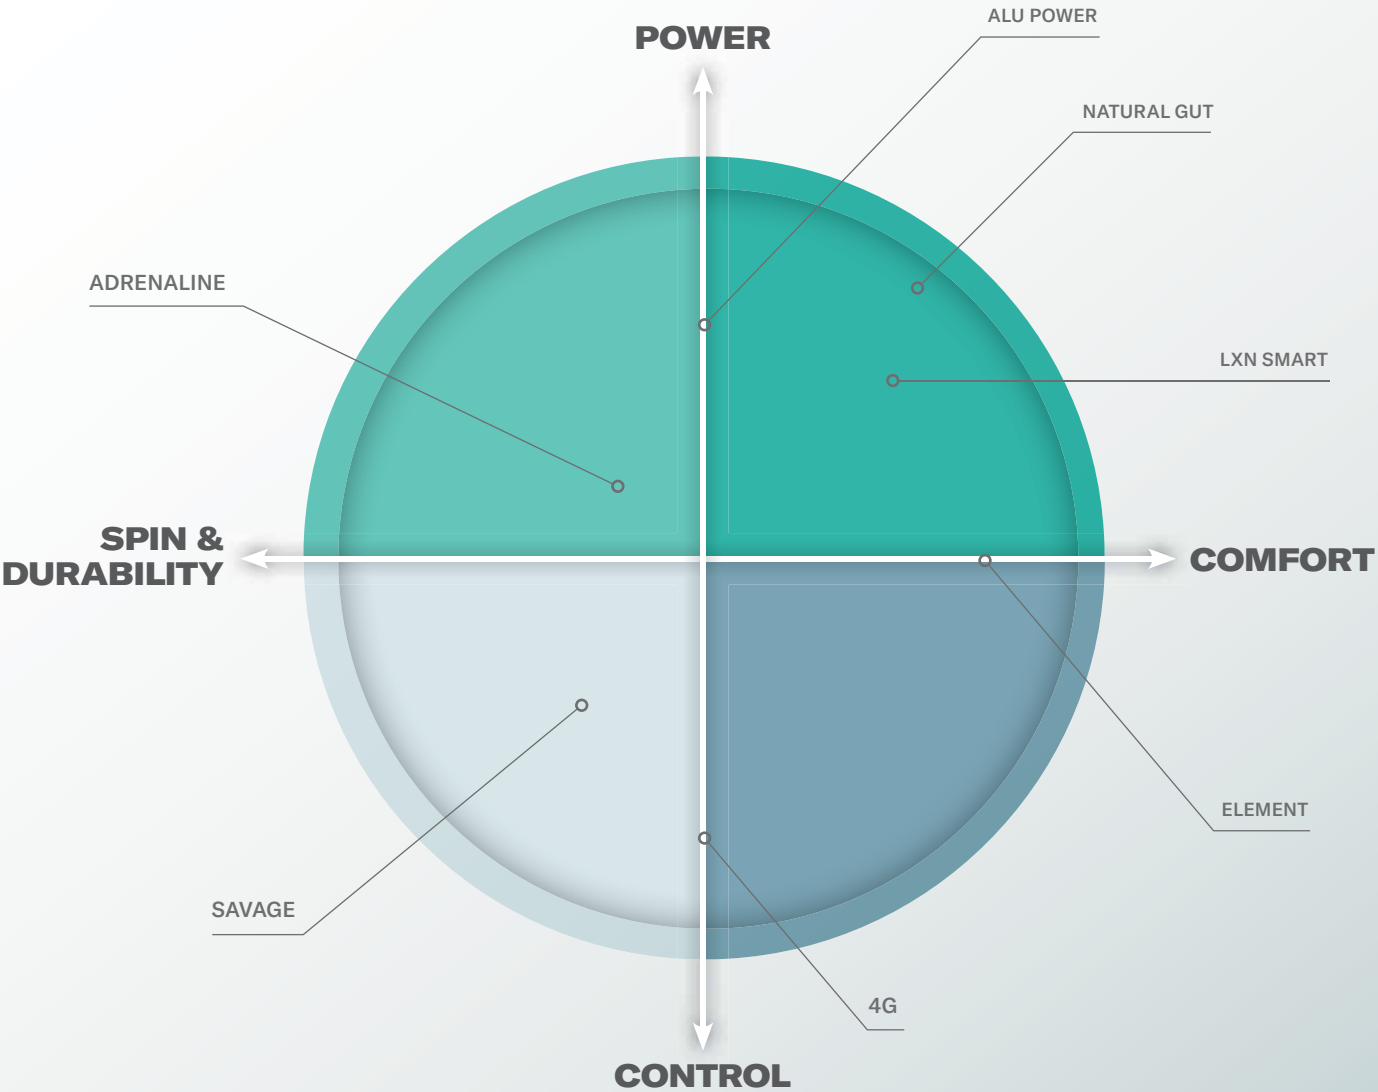 ALU POWER
POWER
NATURAL GUT
ADRENALINE
LXN SMART
SPIN &
DURABILITY
COMFORT
ELEMENT
SAVAGE
4G
CONTROL